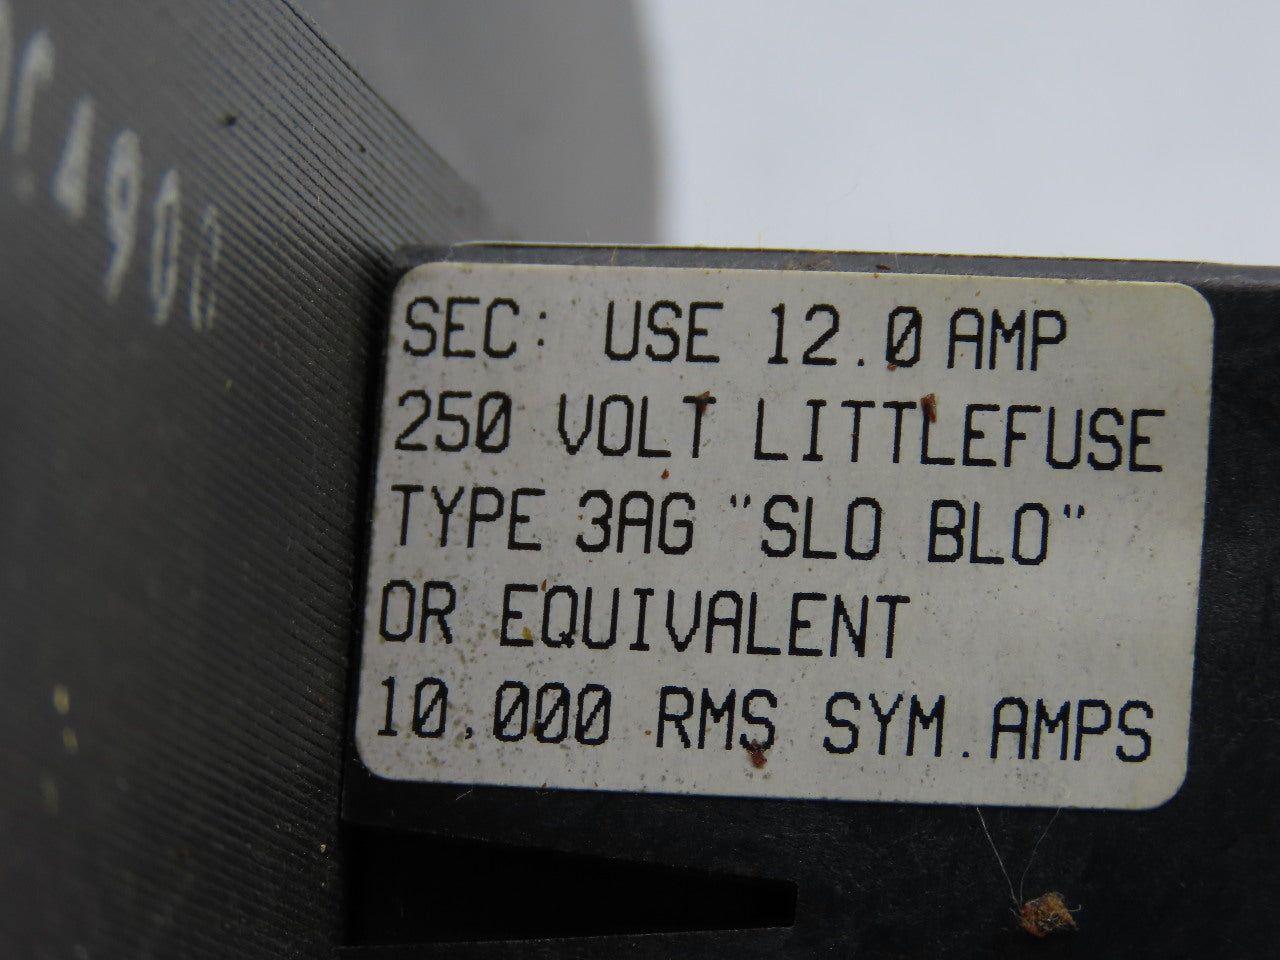 SEC: USE 12.0 AMP
250 VOLT LITTLEFUSE
TYPE 3AG "SLO BLO"
OR EQUIVALENT
10,000 RMS SYM. AMPS